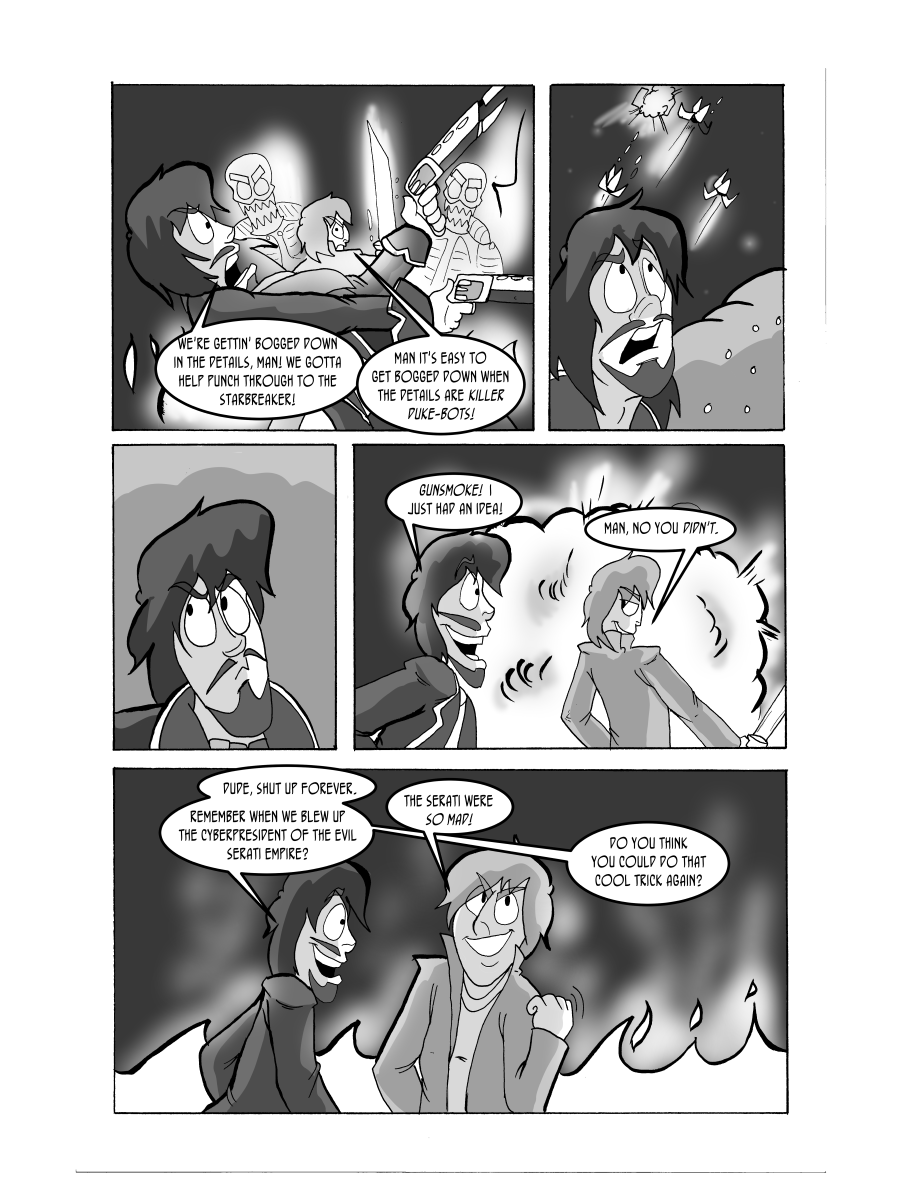 WE'RE GETTIN' BOGGED DOWN
IN THE DETAILS, MAN! WE GOTTA
HELP PUNCH THROUGH TO THE
STARBREAKER!
MAN IT'S EASY TO
GET BOGGED DOWN WHEN
THE DETAILS ARE KILLER
DUKE-BOTS!
GUNSMOKE! I
JUST HAD AN IDEA!
MAN, NO YOU DIDN'T.
DUDE, SHUT UP FOREVER.
REMEMBER WHEN WE BLEW UP
THE CYBERPRESIDENT OF THE EVIL
SERATI EMPIRE?
THE SERATI WERE
SO MAD!
DO YOU THINK
YOU COULD DO THAT
COOL TRICK AGAIN?